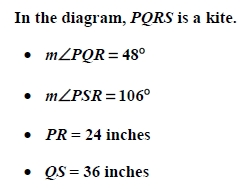 In the diagram, PQRS is a kite.
• m∠PQR = 48°
• m∠PSR = 106°
• PR = 24 inches
• QS = 36 inches